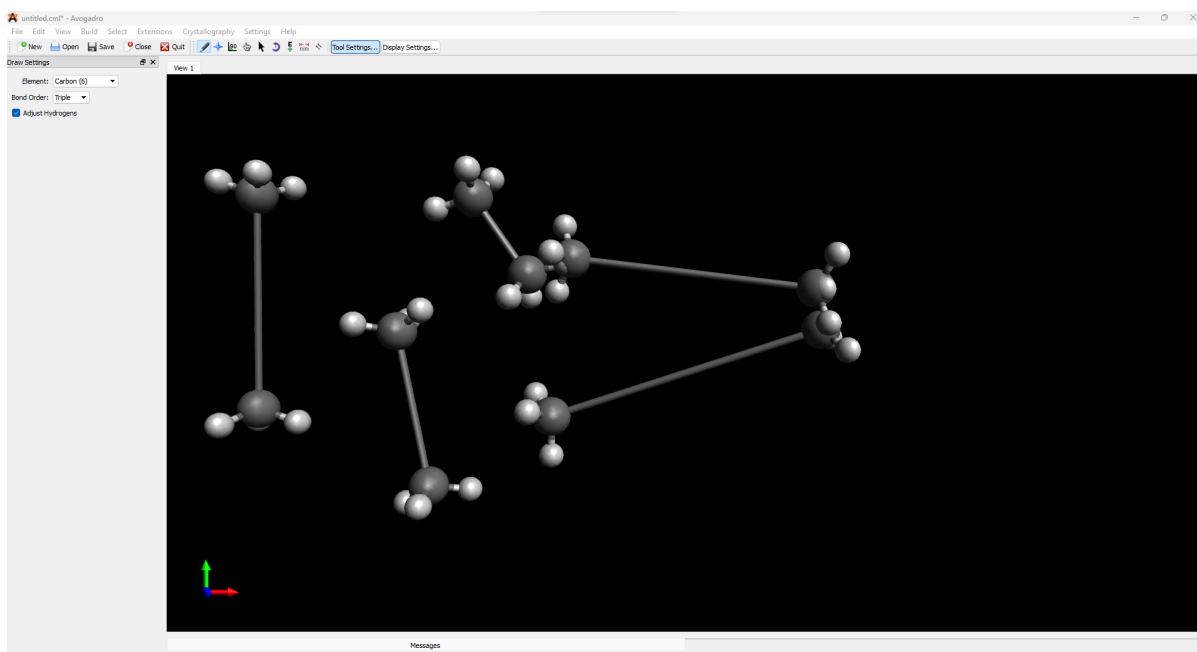 untitled.cml* - Avogadro
File Edit View Build Select Extensions Crystallography Settings Help
New Open Save Close Quit Tool Settings... Display Settings...
Draw Settings
View 1
Element: Carbon (6)
Bond Order: Triple
Adjust Hydrogens
Messages